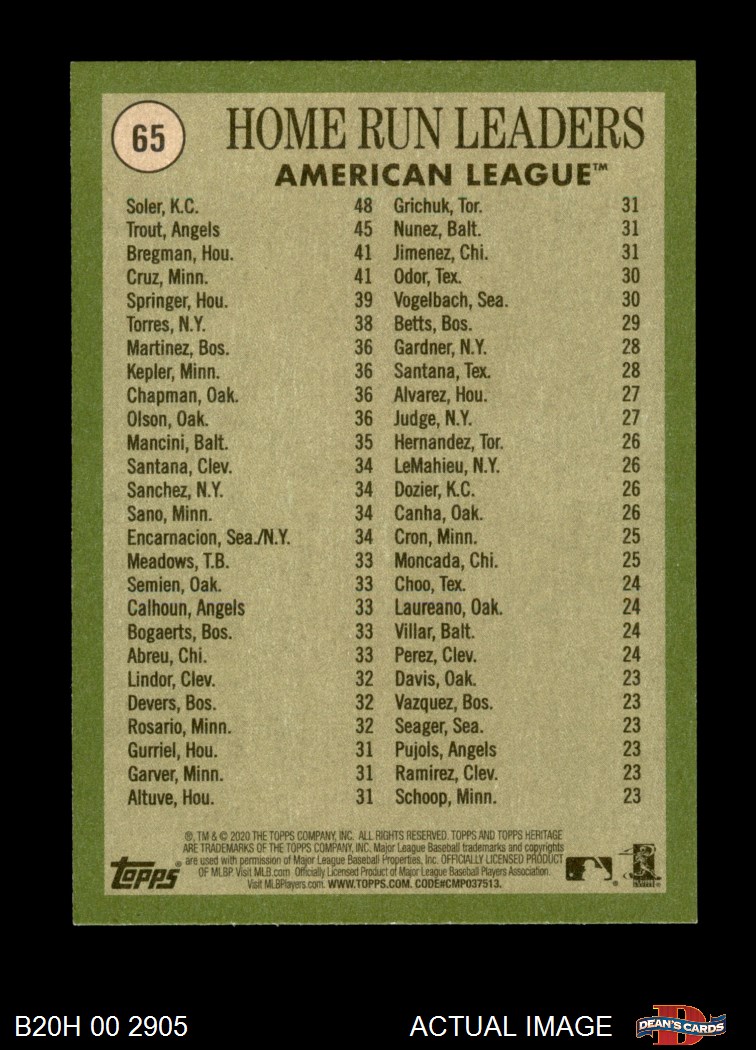 65
HOME RUN LEADERS
AMERICAN LEAGUE™
Soler, K.C. 48
Trout, Angels 45
Bregman, Hou. 41
Cruz, Minn. 41
Springer, Hou. 39
Torres, N.Y. 38
Martinez, Bos. 36
Kepler, Minn. 36
Chapman, Oak. 36
Olson, Oak. 36
Mancini, Balt. 35
Santana, Clev. 34
Sanchez, N.Y. 34
Sano, Minn. 34
Encarnacion, Sea./N.Y. 34
Meadows, T.B. 33
Semien, Oak. 33
Calhoun, Angels 33
Bogaerts, Bos. 33
Abreu, Chi. 33
Lindor, Clev. 32
Devers, Bos. 32
Rosario, Minn. 32
Gurriel, Hou. 31
Garver, Minn. 31
Altuve, Hou. 31
Grichuk, Tor. 31
Nunez, Balt. 31
Jimenez, Chi. 31
Odor, Tex. 30
Vogelbach, Sea. 30
Betts, Bos. 29
Gardner, N.Y. 28
Santana, Tex. 28
Alvarez, Hou. 27
Judge, N.Y. 27
Hernandez, Tor. 26
LeMahieu, N.Y. 26
Dozier, K.C. 26
Canha, Oak. 26
Cron, Minn. 25
Moncada, Chi. 25
Choo, Tex. 24
Laureano, Oak. 24
Villar, Balt. 24
Perez, Clev. 24
Davis, Oak. 23
Vazquez, Bos. 23
Seager, Sea. 23
Pujols, Angels 23
Ramirez, Clev. 23
Schoop, Minn. 23
®, TM & © 2020 THE TOPPS COMPANY, INC. ALL RIGHTS RESERVED. TOPPS AND TOPPS HERITAGE
ARE TRADEMARKS OF THE TOPPS COMPANY, INC. Major League Baseball trademarks and copyrights
are used with permission of Major League Baseball Properties, Inc. OFFICIALLY LICENSED PRODUCT
OF MLBP. Visit MLB.com Officially Licensed Product of Major League Baseball Players Association.
Visit MLBPlayers.com. WWW.TOPPS.COM. CODE#CMP037513.
Topps®
B20H 00 2905
ACTUAL IMAGE
DEAN'S CARDS